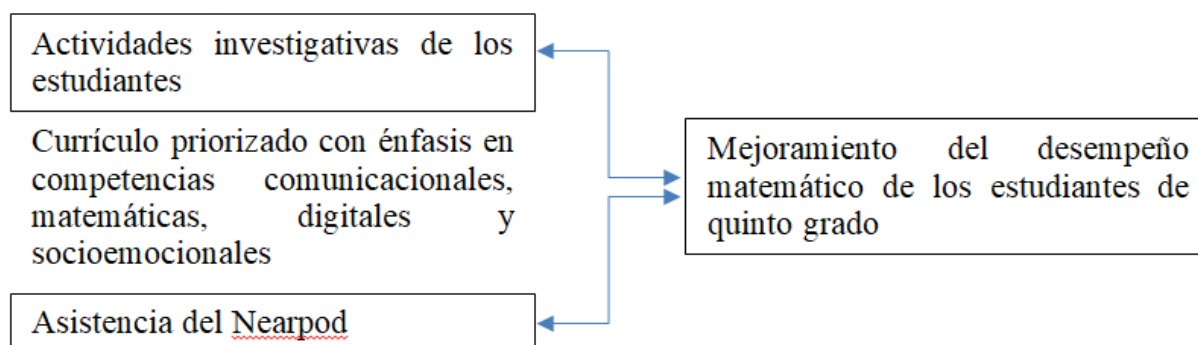 Actividades investigativas de los
estudiantes
Currículo priorizado con énfasis en
competencias comunicacionales,
matemáticas, digitales y
socioemocionales
Asistencia del Nearpod
Mejoramiento del desempeño
matemático de los estudiantes de
quinto grado